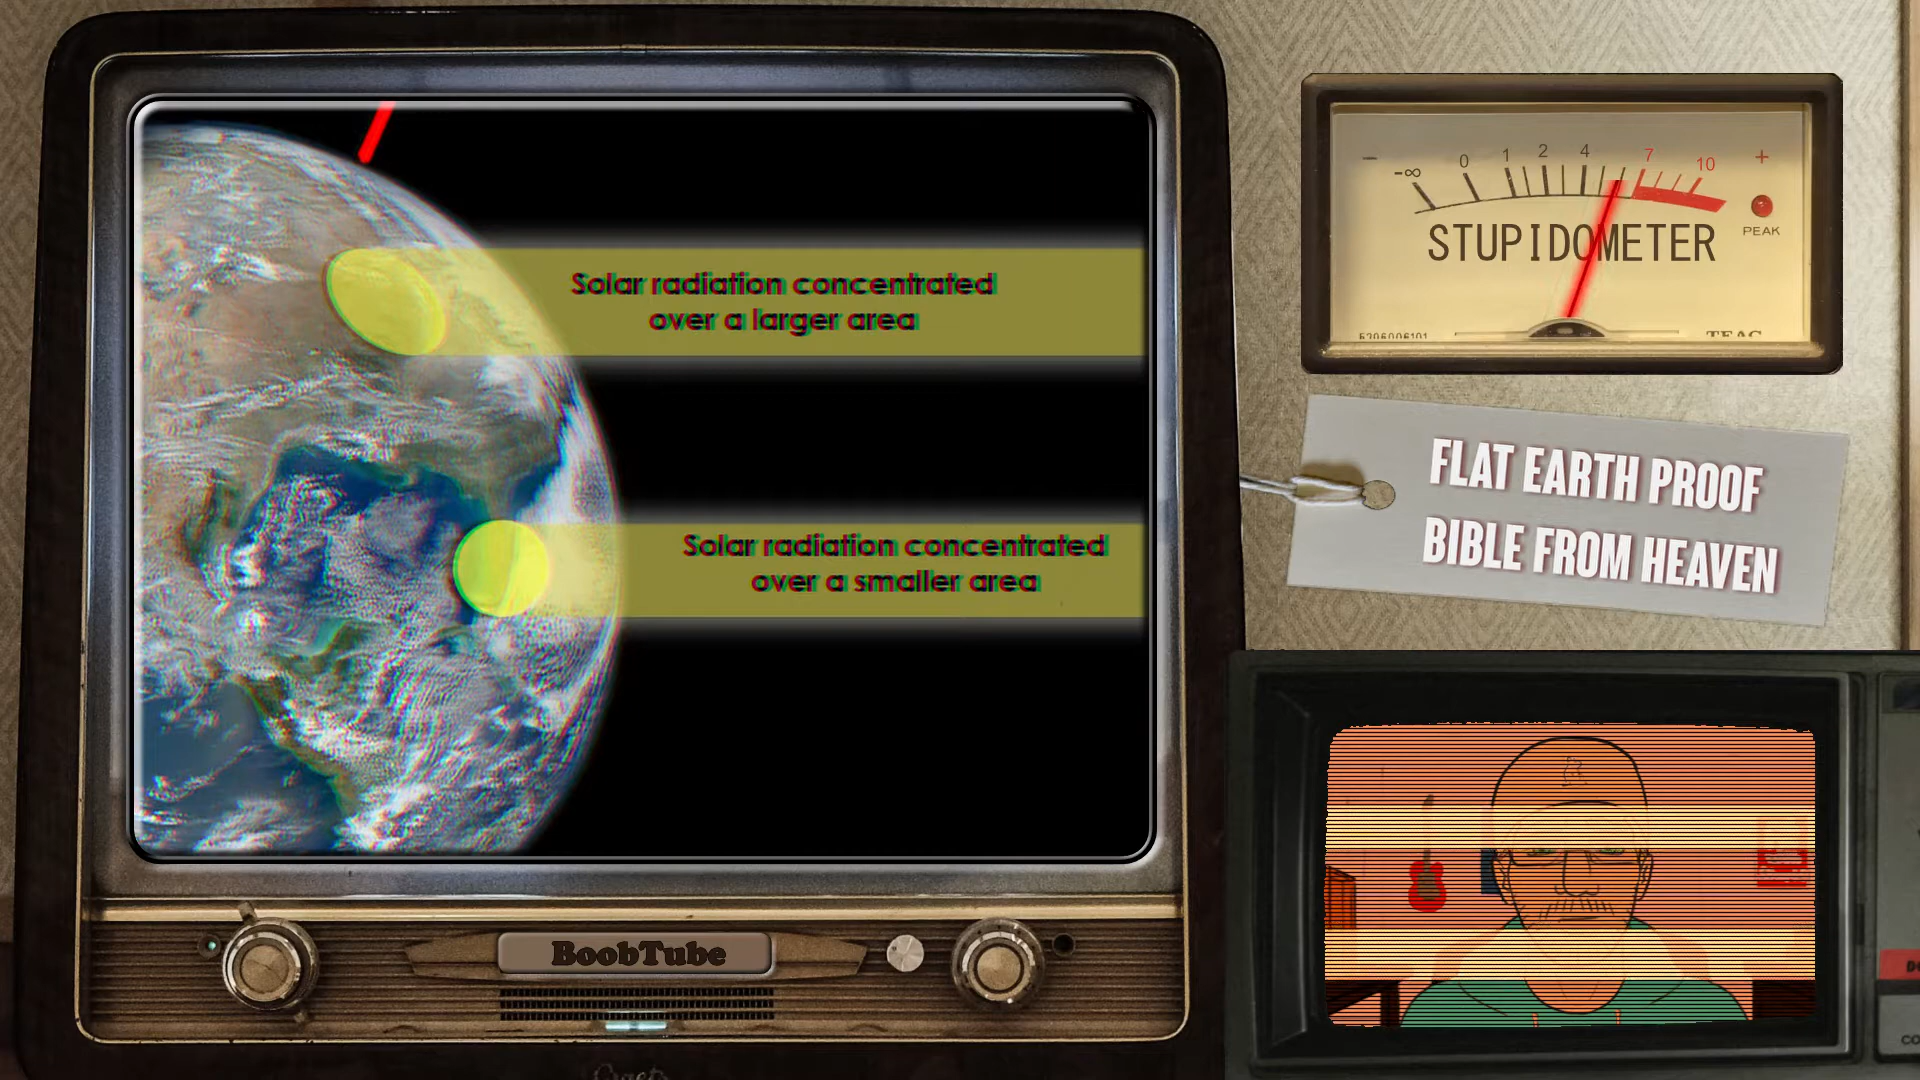 Solar radiation concentrated
over a larger area
Solar radiation concentrated
over a smaller area
BoobTube
-∞ 0 1 2 4 7 10 +
PEAK
STUPIDOMETER
TEAC
FLAT EARTH PROOF
BIBLE FROM HEAVEN